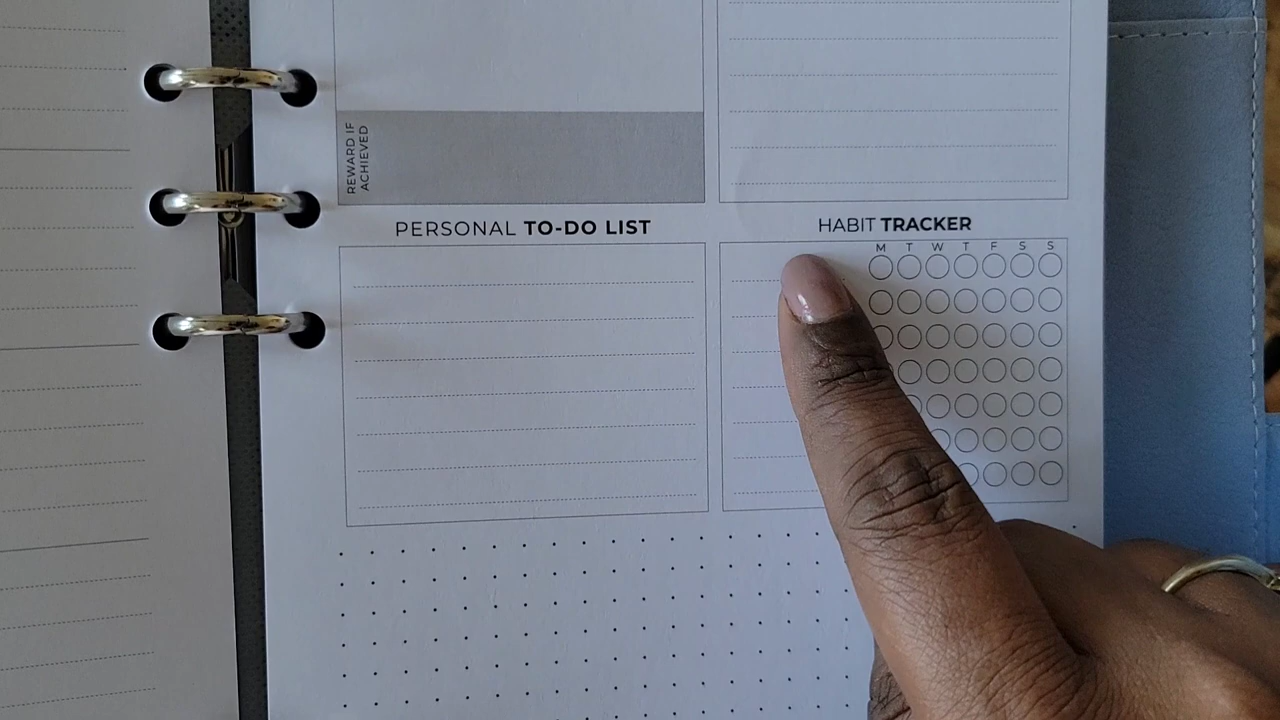 REWARD IF
ACHIEVED
PERSONAL TO-DO LIST
HABIT TRACKER
M T W T F S S